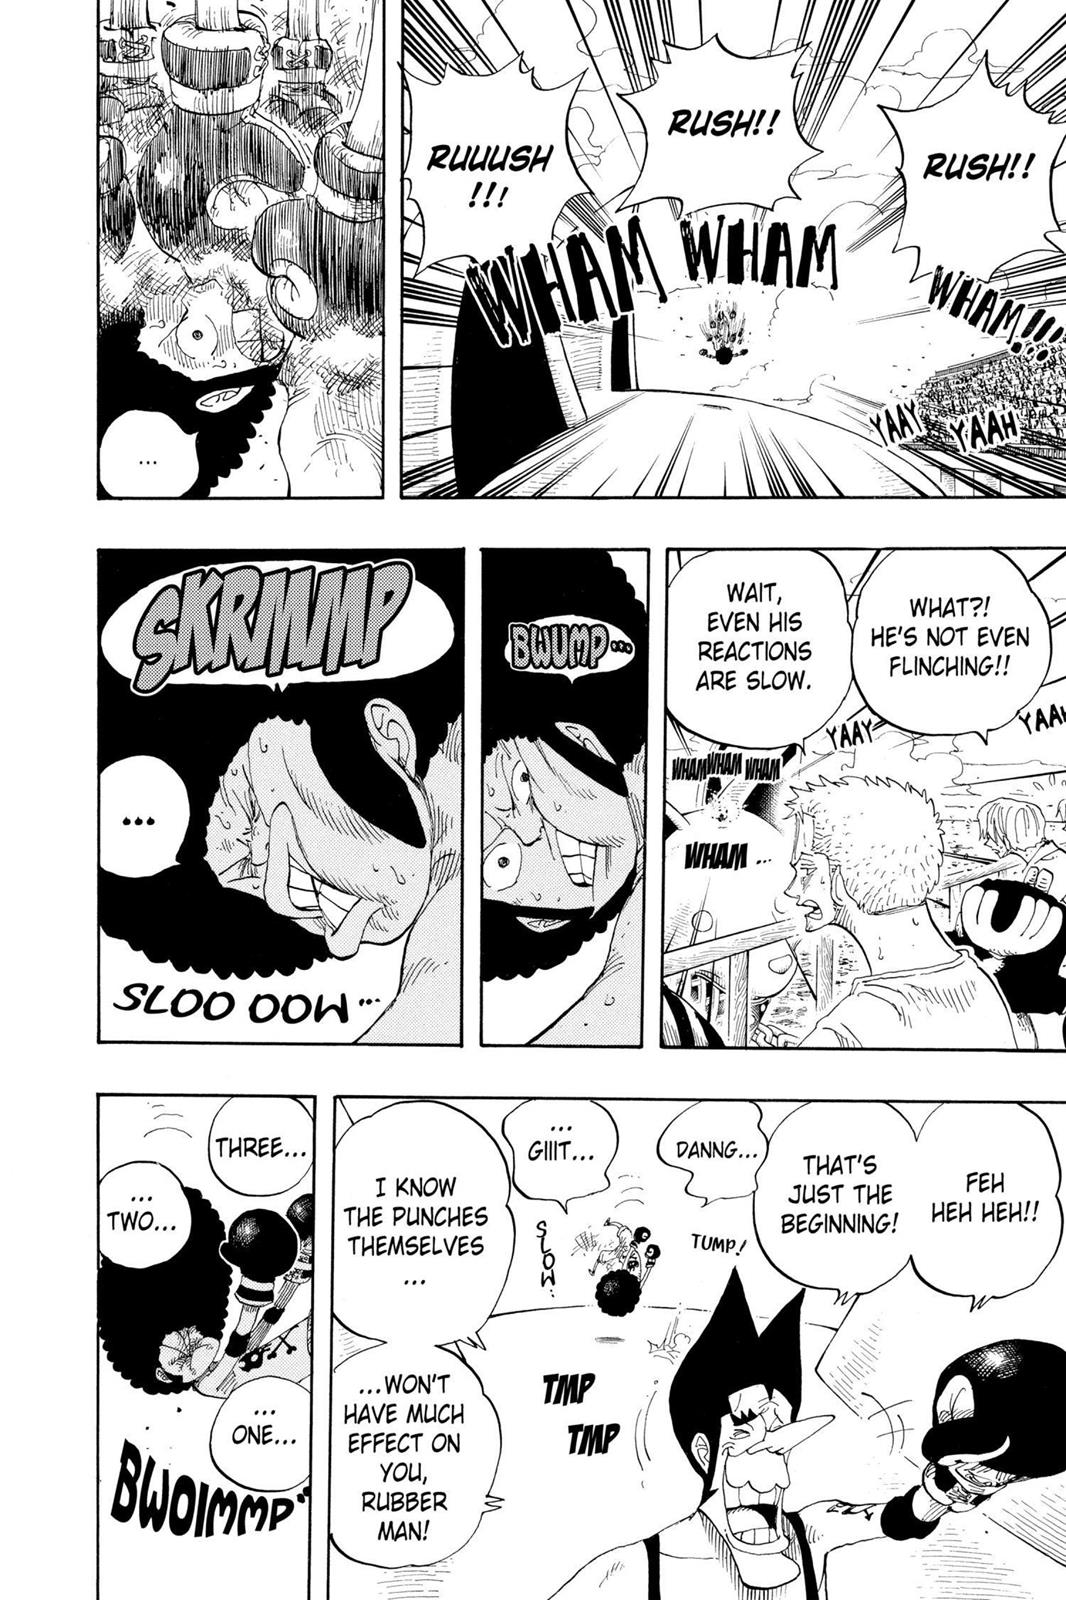 RUSH!!
RUSH!!
RUUUSH
!!!
WHAM WHAM
WHAM!!!
YAAY
YAAH
...
WHAT?!
HE'S NOT EVEN
FLINCHING!!
WAIT,
EVEN HIS
REACTIONS
ARE SLOW.
YAAH
YAAY
WHAM WHAM WHAM
WHAM ...
BWUMP...
SKRMMP
...
SLOO OOW...
FEH
HEH HEH!!
THAT'S
JUST THE
BEGINNING!
DANNG...
...
GIIIT...
TUMP!
SLOW..
TMP
TMP
I KNOW
THE PUNCHES
THEMSELVES
...
...WON'T
HAVE MUCH
EFFECT ON
YOU,
RUBBER
MAN!
THREE...
...
TWO...
...
ONE...
BWOIMMP...